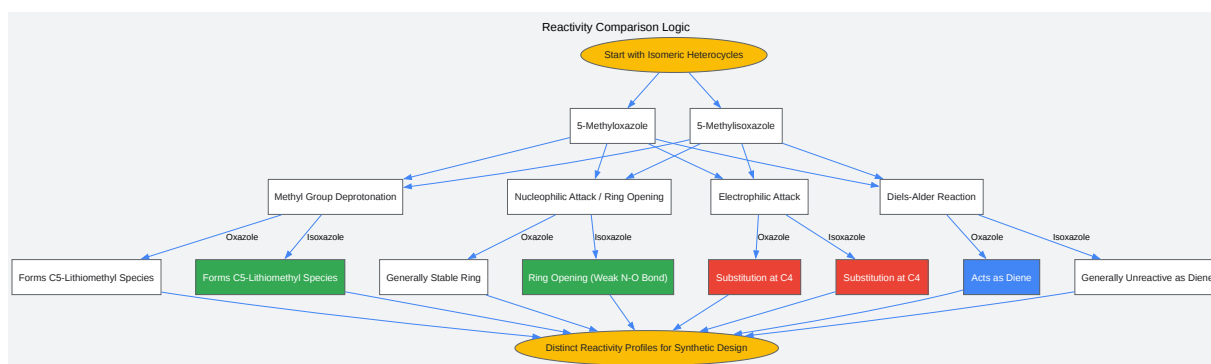 Reactivity Comparison Logic
Start with Isomeric Heterocycles
5-Methyloxazole
5-Methylisoxazole
Methyl Group Deprotonation
Nucleophilic Attack / Ring Opening
Electrophilic Attack
Diels-Alder Reaction
Oxazole
Isoxazole
Oxazole
Isoxazole
Oxazole
Isoxazole
Oxazole
Isoxazole
Forms C5-Lithiomethyl Species
Forms C5-Lithiomethyl Species
Generally Stable Ring
Ring Opening (Weak N-O Bond)
Substitution at C4
Substitution at C4
Acts as Diene
Generally Unreactive as Diene
Distinct Reactivity Profiles for Synthetic Design